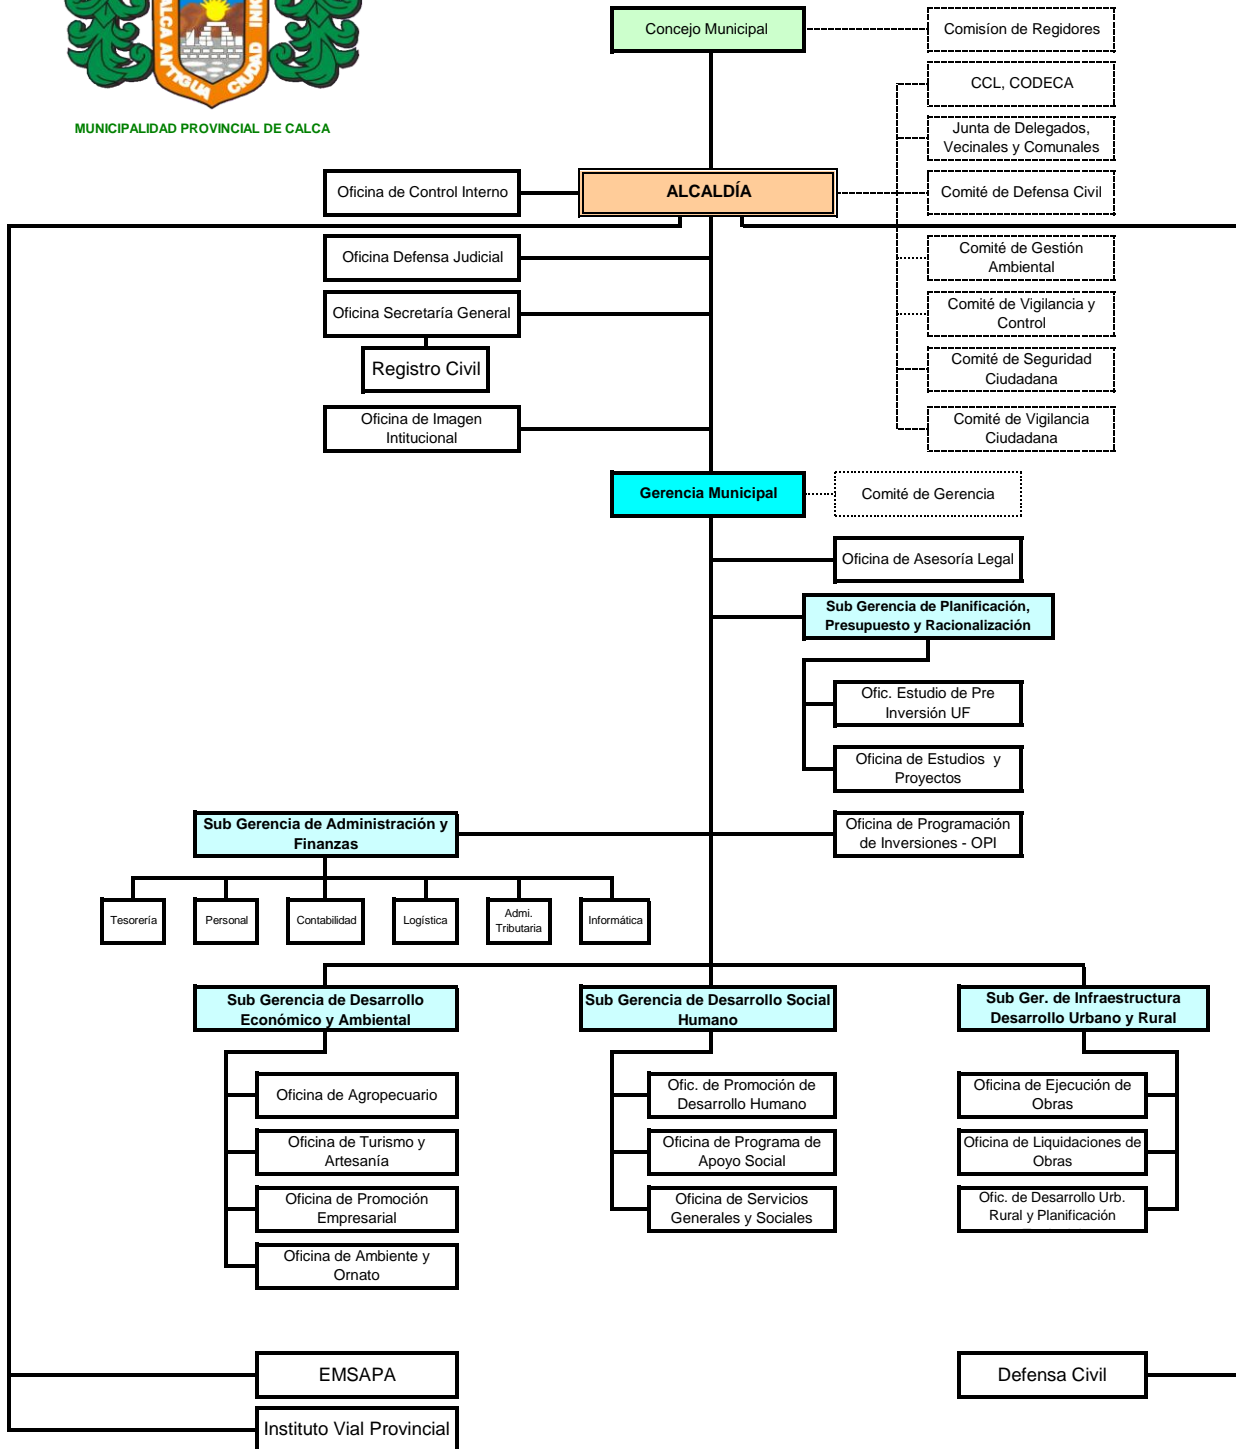 CALCA ANTIGUA CIUDAD INK
MUNICIPALIDAD PROVINCIAL DE CALCA
Concejo Municipal
Comisíon de Regidores
CCL, CODECA
Junta de Delegados,
Vecinales y Comunales
Oficina de Control Interno
ALCALDÍA
Comité de Defensa Civil
Oficina Defensa Judicial
Comité de Gestión
Ambiental
Oficina Secretaría General
Comité de Vigilancia y
Control
Registro Civil
Comité de Seguridad
Ciudadana
Oficina de Imagen
Intitucional
Comité de Vigilancia
Ciudadana
Gerencia Municipal
Comité de Gerencia
Oficina de Asesoría Legal
Sub Gerencia de Planificación,
Presupuesto y Racionalización
Ofic. Estudio de Pre
Inversión UF
Oficina de Estudios y
Proyectos
Sub Gerencia de Administración y
Finanzas
Oficina de Programación
de Inversiones - OPI
Tesorería
Personal
Contabilidad
Logística
Admi.
Tributaria
Informática
Sub Gerencia de Desarrollo
Económico y Ambiental
Sub Gerencia de Desarrollo Social
Humano
Sub Ger. de Infraestructura
Desarrollo Urbano y Rural
Oficina de Agropecuario
Ofic. de Promoción de
Desarrollo Humano
Oficina de Ejecución de
Obras
Oficina de Turismo y
Artesanía
Oficina de Programa de
Apoyo Social
Oficina de Liquidaciones de
Obras
Oficina de Promoción
Empresarial
Oficina de Servicios
Generales y Sociales
Ofic. de Desarrollo Urb.
Rural y Planificación
Oficina de Ambiente y
Ornato
EMSAPA
Defensa Civil
Instituto Vial Provincial